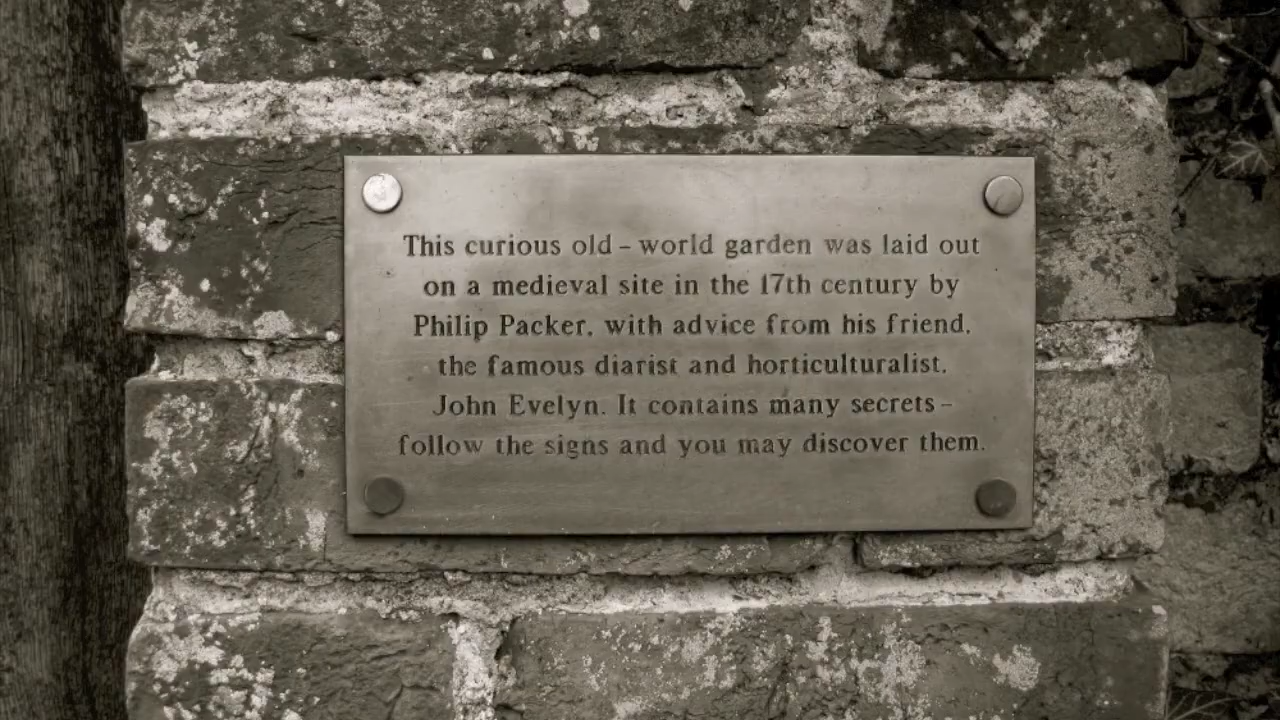 This curious old – world garden was laid out
on a medieval site in the 17th century by
Philip Packer, with advice from his friend,
the famous diarist and horticulturalist,
John Evelyn. It contains many secrets –
follow the signs and you may discover them.